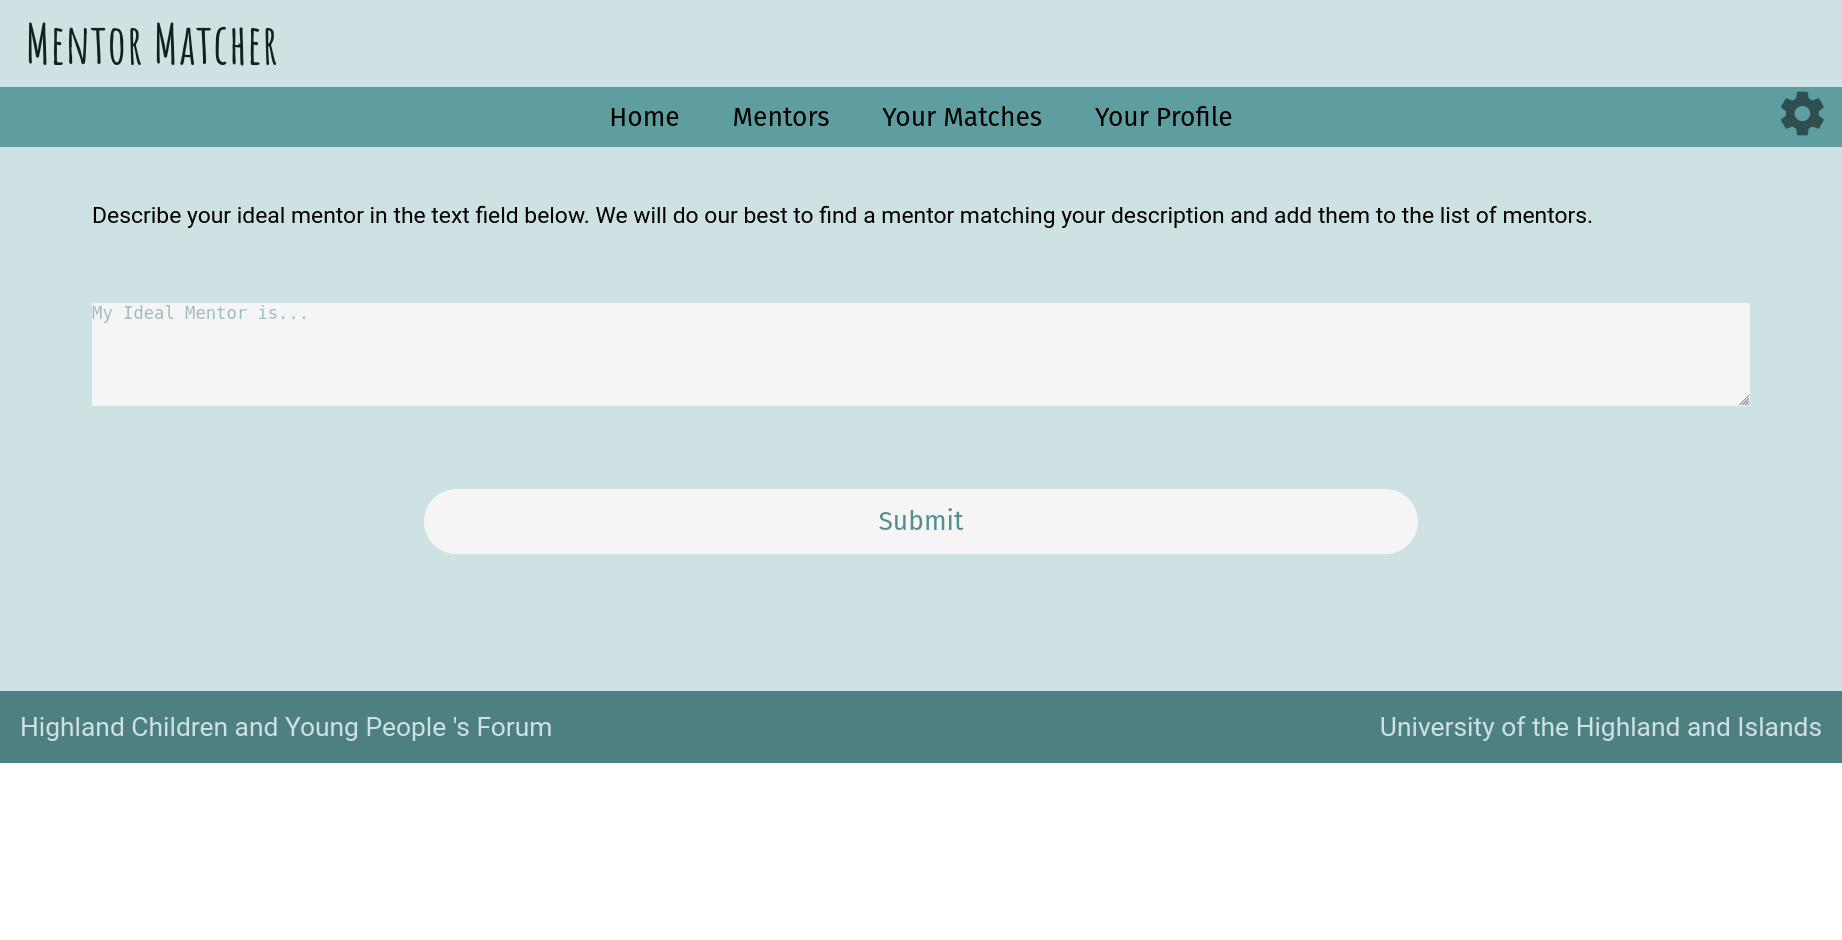 Mentor Matcher
Home Mentors Your Matches Your Profile
Describe your ideal mentor in the text field below. We will do our best to find a mentor matching your description and add them to the list of mentors.
My Ideal Mentor is...
Submit
Highland Children and Young People 's Forum University of the Highland and Islands